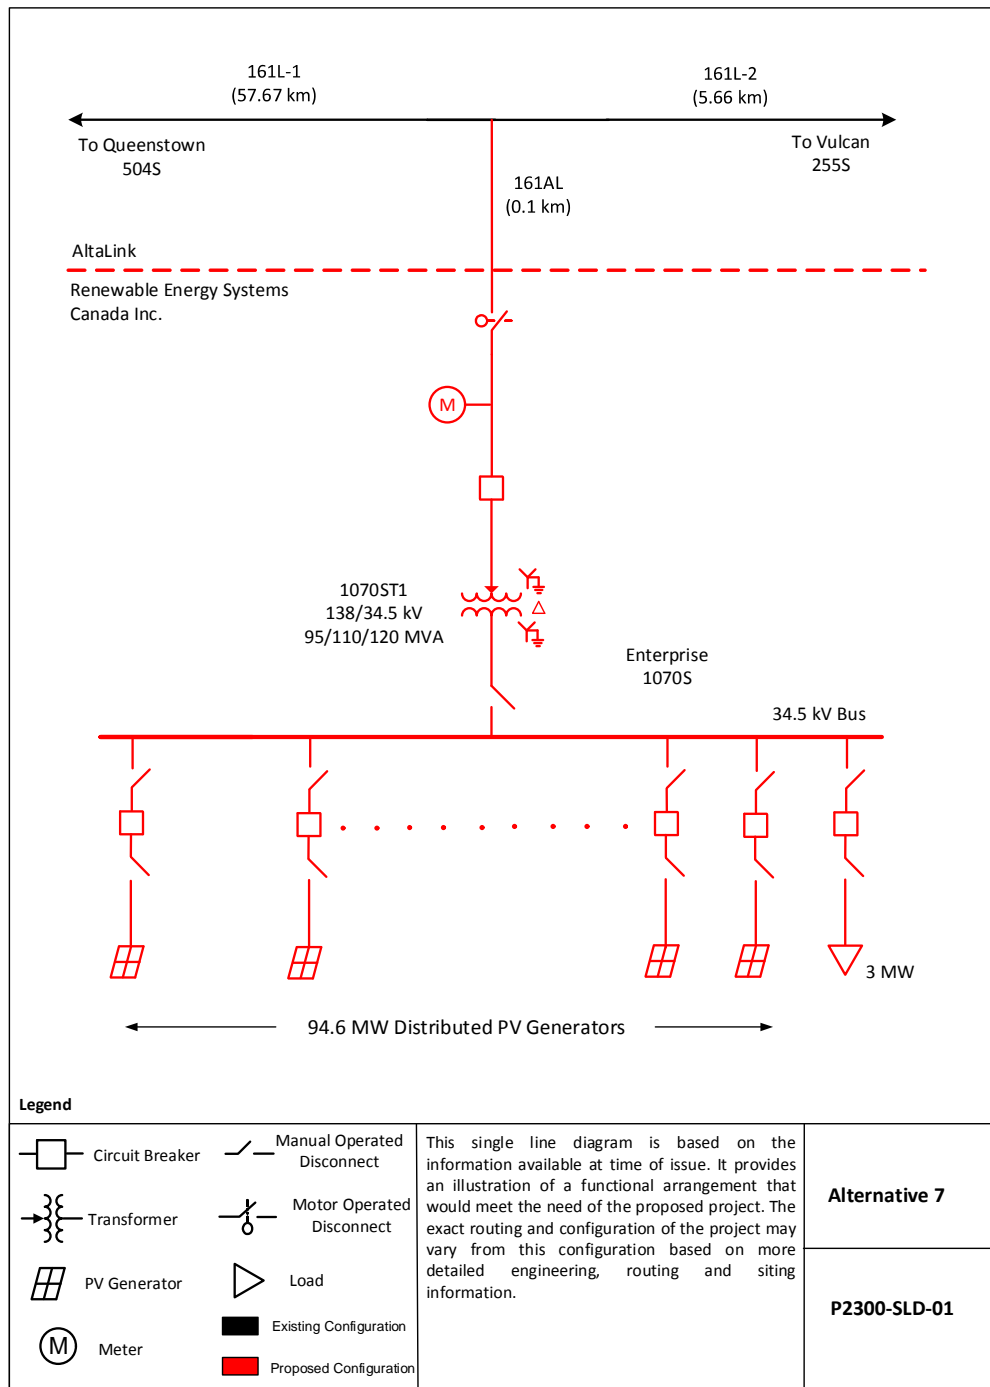 161L-1
(57.67 km)
161L-2
(5.66 km)
To Queenstown
504S
To Vulcan
255S
161AL
(0.1 km)
AltaLink
Renewable Energy Systems
Canada Inc.
M
1070ST1
138/34.5 kV
95/110/120 MVA
Enterprise
1070S
34.5 kV Bus
3 MW
94.6 MW Distributed PV Generators
Legend
Circuit Breaker
Manual Operated
Disconnect
Transformer
Motor Operated
Disconnect
PV Generator
Load
M
Meter
Existing Configuration
Proposed Configuration
This single line diagram is based on the
information available at time of issue. It provides
an illustration of a functional arrangement that
would meet the need of the proposed project. The
exact routing and configuration of the project may
vary from this configuration based on more
detailed engineering, routing and siting
information.
Alternative 7
P2300-SLD-01